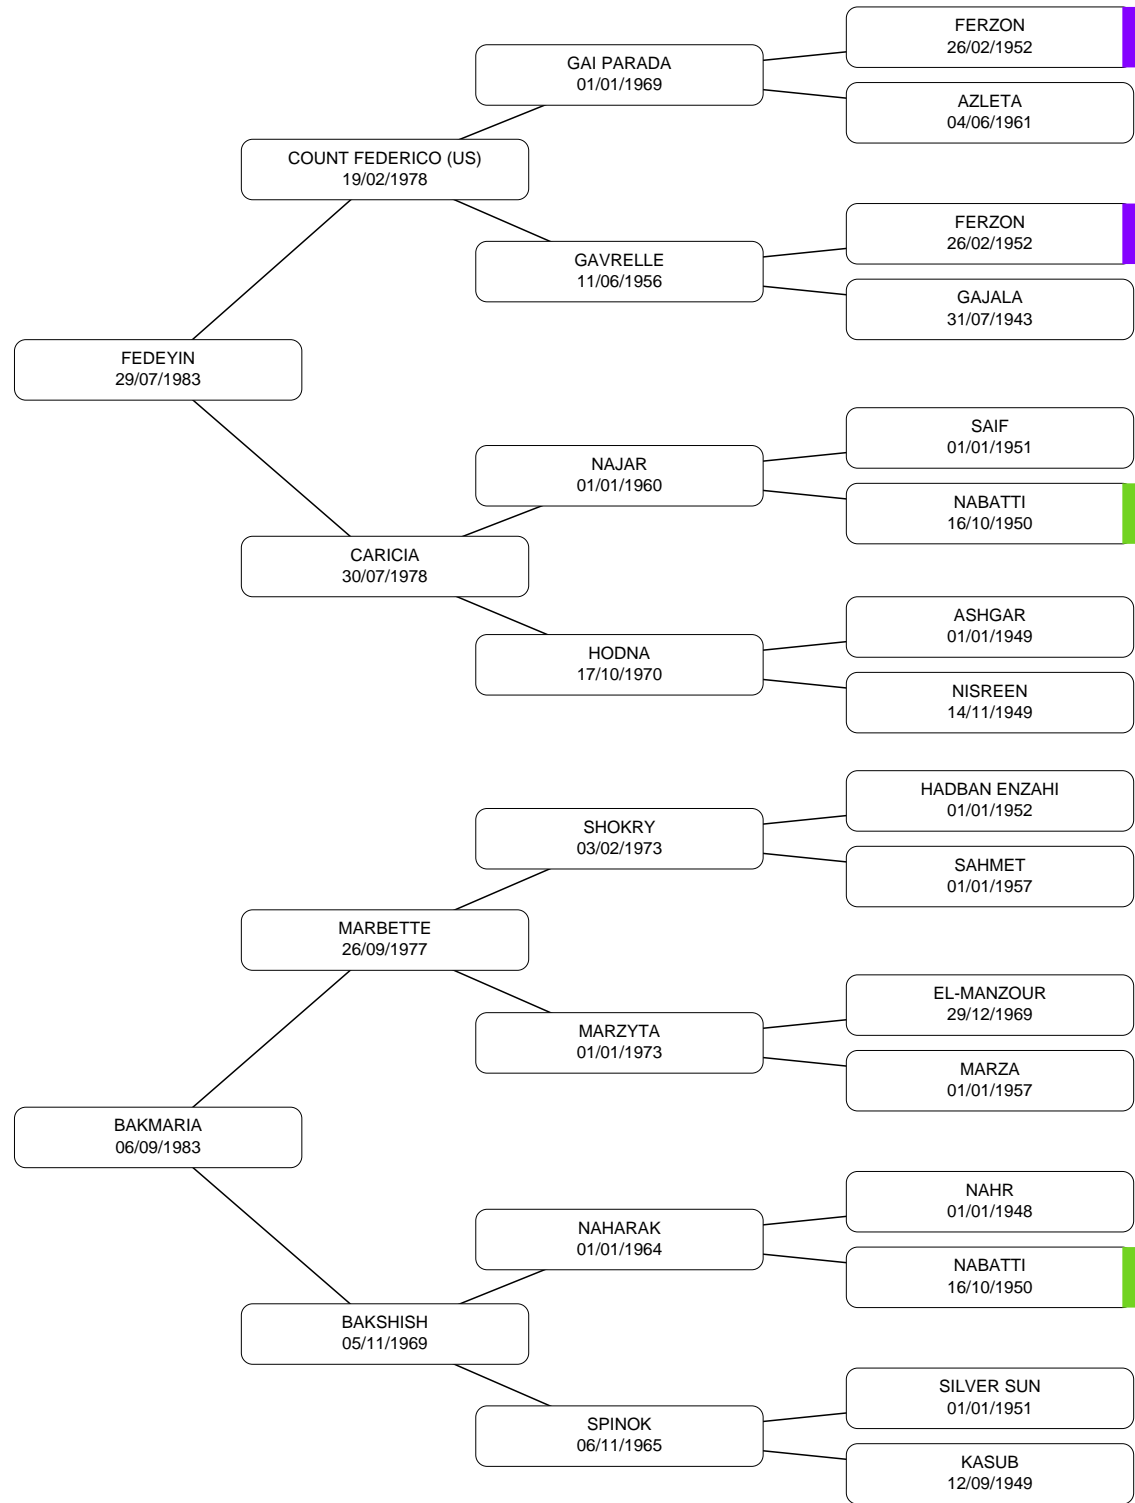 FERZON
26/02/1952
GAI PARADA
01/01/1969
AZLETA
04/06/1961
COUNT FEDERICO (US)
19/02/1978
FERZON
26/02/1952
GAVRELLE
11/06/1956
GAJALA
31/07/1943
FEDEYIN
29/07/1983
SAIF
01/01/1951
NAJAR
01/01/1960
NABATTI
16/10/1950
CARICIA
30/07/1978
ASHGAR
01/01/1949
HODNA
17/10/1970
NISREEN
14/11/1949
HADBAN ENZAHI
01/01/1952
SHOKRY
03/02/1973
SAHMET
01/01/1957
MARBETTE
26/09/1977
EL-MANZOUR
29/12/1969
MARZYTA
01/01/1973
MARZA
01/01/1957
BAKMARIA
06/09/1983
NAHR
01/01/1948
NAHARAK
01/01/1964
NABATTI
16/10/1950
BAKSHISH
05/11/1969
SILVER SUN
01/01/1951
SPINOK
06/11/1965
KASUB
12/09/1949